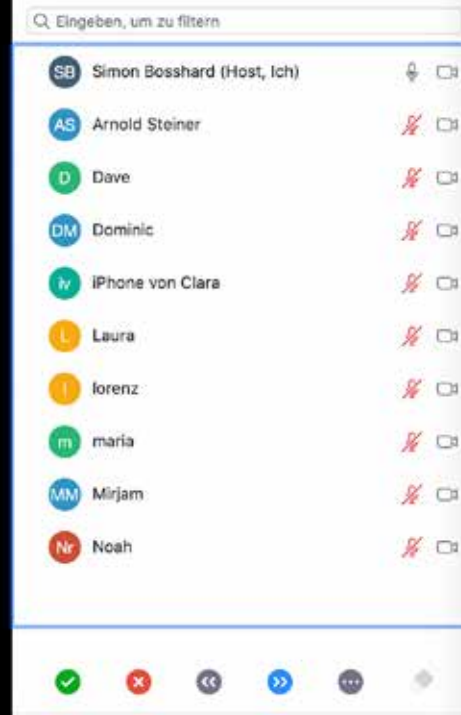 Eingeben, um zu filtern
SB Simon Bosshard (Host, Ich)
AS Arnold Steiner
D Dave
DM Dominic
iv iPhone von Clara
L Laura
l lorenz
m maria
MM Mirjam
Nr Noah